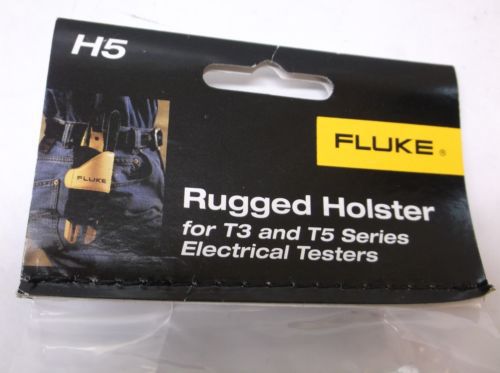 H5
FLUKE®
FLUKE
Rugged Holster
for T3 and T5 Series
Electrical Testers